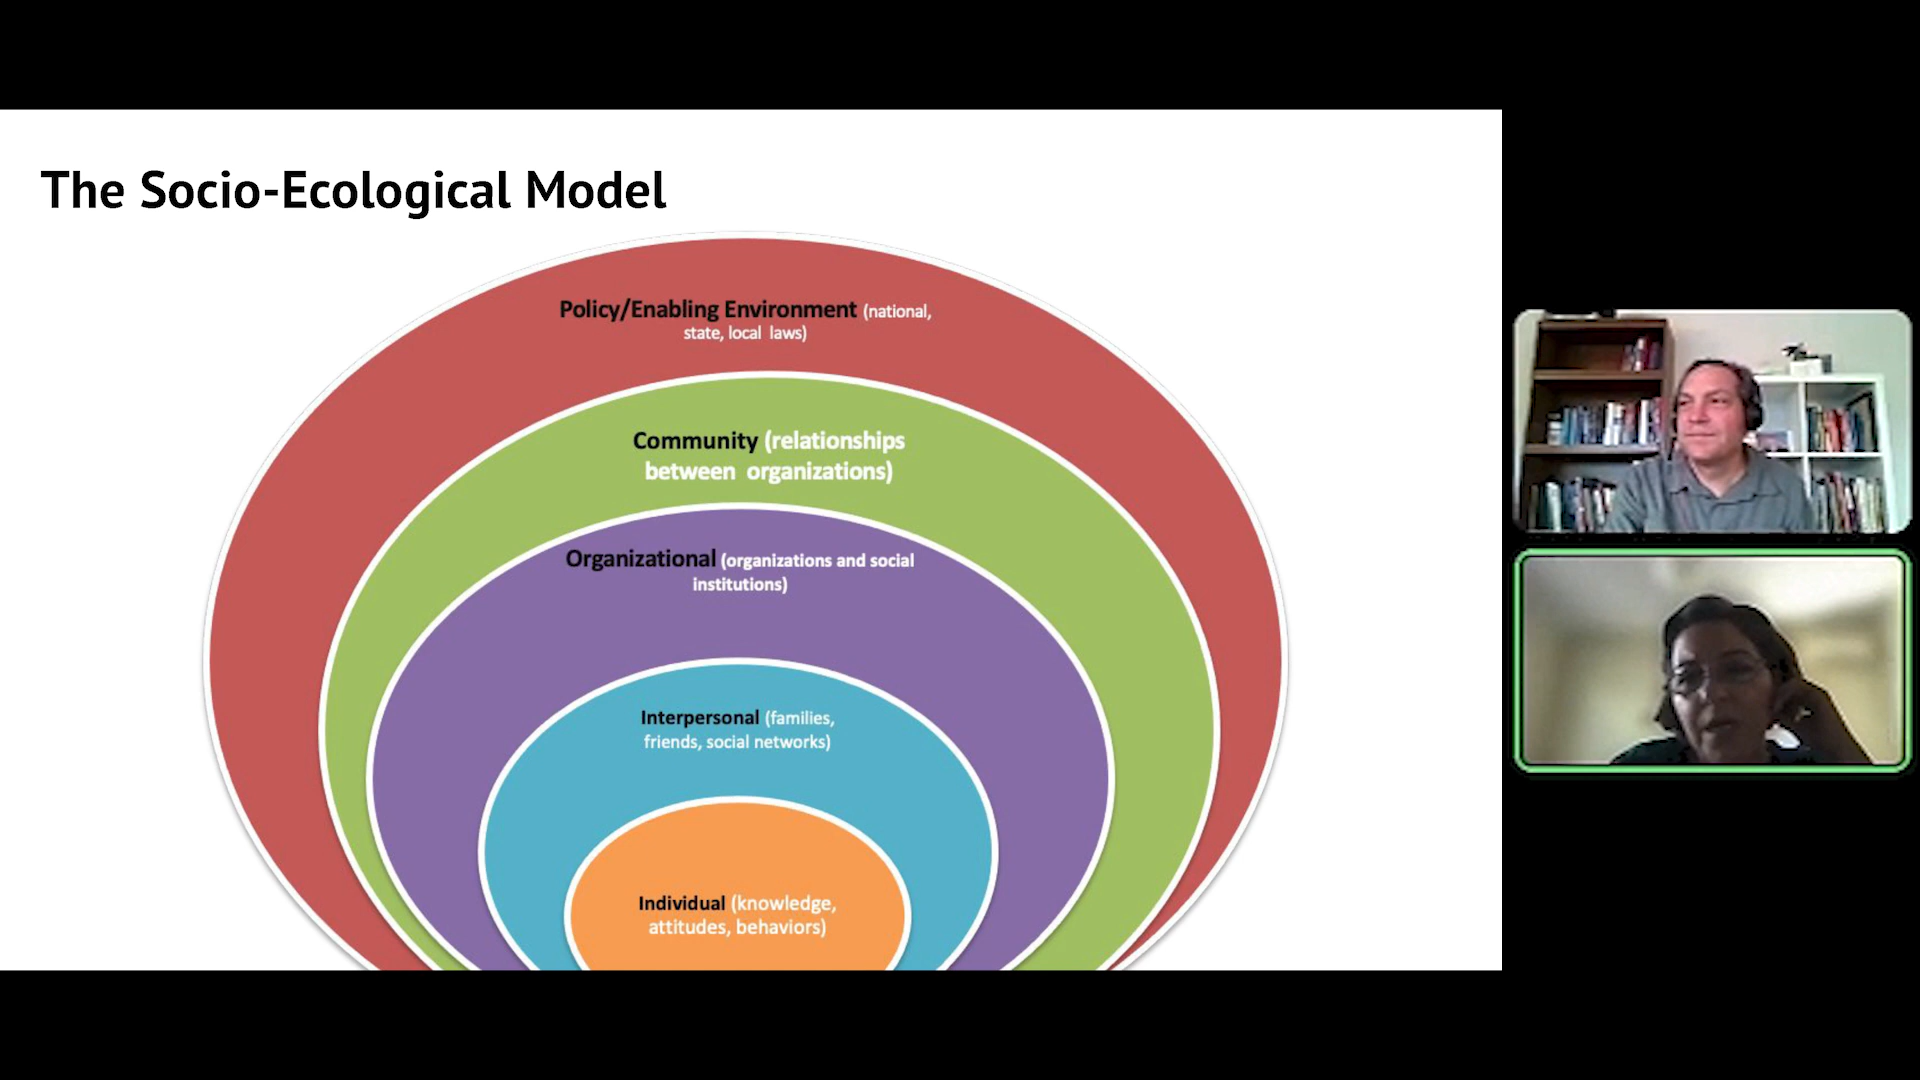 The Socio-Ecological Model
Policy/Enabling Environment (national,
state, local laws)
Community (relationships
between organizations)
Organizational (organizations and social
institutions)
Interpersonal (families,
friends, social networks)
Individual (knowledge,
attitudes, behaviors)